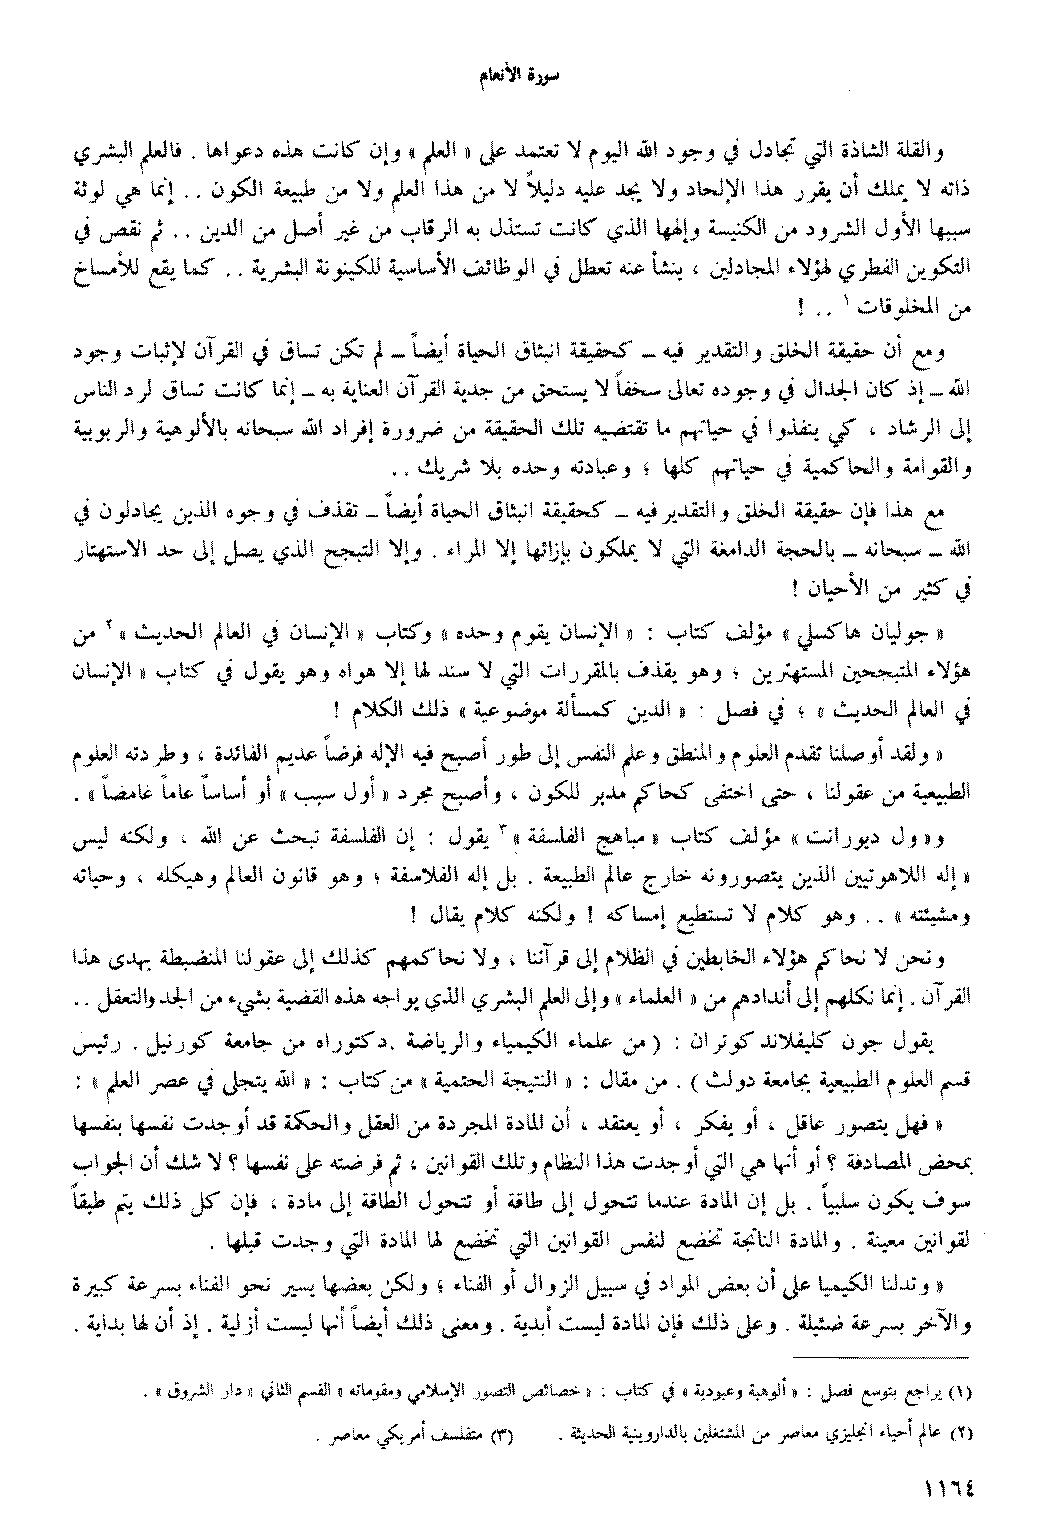 سورة الأنعام
والقلة الشاذة التي تجادل في وجود الله اليوم لا تعتمد على « العلم » وإن كانت هذه دعواها . فالعلم البشري
ذاته لا يملك أن يقرر هذا الإلحاد ولا يجد عليه دليلاً لا من هذا العلم ولا من طبيعة الكون .. إنما هي لوثة
سببها الأول الشرود من الكنيسة وإلهها الذي كانت تستذل به الرقاب من غير أصل من الدين .. ثم نقص في
التكوين الفطري لهؤلاء المجادلين ، ينشأ عنه تعطل في الوظائف الأساسية للكينونة البشرية .. كما يقع للأمساخ
من المخلوقات ١ .. !
ومع أن حقيقة الخلق والتقدير فيه – كحقيقة انبثاق الحياة أيضاً – لم تكن تساق في القرآن لإثبات وجود
الله – إذ كان الجدال في وجوده تعالى سخفاً لا يستحق من جدية القرآن العناية به – إنما كانت تساق لرد الناس
إلى الرشاد ، كي ينفذوا في حياتهم ما تقتضيه تلك الحقيقة من ضرورة إفراد الله سبحانه بالألوهية والربوبية
والقوامة والحاكمية في حياتهم كلها ؛ وعبادته وحده بلا شريك ..
مع هذا فإن حقيقة الخلق والتقدير فيه – كحقيقة انبثاق الحياة أيضاً – تقذف في وجوه الذين يجادلون في
الله – سبحانه – بالحجة الدامغة التي لا يملكون بإزائها إلا المراء . وإلا التبجح الذي يصل إلى حد الاستهتار
في كثير من الأحيان !
« جوليان هاكسلي » مؤلف كتاب : « الإنسان يقوم وحده » وكتاب « الإنسان في العالم الحديث » ٢ من
هؤلاء المتبجحين المستهترين ؛ وهو يقذف بالمقررات التي لا سند لها إلا هواه وهو يقول في كتاب « الإنسان
في العالم الحديث » ؛ في فصل : « الدين كمسألة موضوعية » ذلك الكلام !
« ولقد أوصلنا تقدم العلوم والمنطق وعلم النفس إلى طور أصبح فيه الإله فرضاً عديم الفائدة ، وطردته العلوم
الطبيعية من عقولنا ، حتى اختفى كحاكم مدبر للكون ، وأصبح مجرد « أول سبب » أو أساساً عاماً غامضاً » .
و« ول ديورانت » مؤلف كتاب « مباهج الفلسفة » ٣ يقول : إن الفلسفة تبحث عن الله ، ولكنه ليس
« إله اللاهوتيين الذين يتصورونه خارج عالم الطبيعة . بل إله الفلاسفة ؛ وهو قانون العالم وهيكله ، وحياته
ومشيئته » .. وهو كلام لا تستطيع إمساكه ! ولكنه كلام يقال !
ونحن لا نحاكم هؤلاء الخابطين في الظلام إلى قرآننا ، ولا نحاكمهم كذلك إلى عقولنا المنضبطة بهدى هذا
القرآن . إنما نكلهم إلى أندادهم من « العلماء » وإلى العلم البشري الذي يواجه هذه القضية بشيء من الجد والتعقل ..
يقول جون كليفلاند كوتران : ( من علماء الكيمياء والرياضة .دكتوراه من جامعة كورنيل . رئيس
قسم العلوم الطبيعية بجامعة دولث ) . من مقال : « النتيجة الحتمية » من كتاب : « الله يتجلى في عصر العلم » :
« فهل يتصور عاقل ، أو يفكر ، أو يعتقد ، أن المادة المجردة من العقل والحكمة قد أوجدت نفسها بنفسها
بمحض المصادفة ؟ أو أنها هي التي أوجدت هذا النظام وتلك القوانين ، ثم فرضته على نفسها ؟ لا شك أن الجواب
سوف يكون سلبياً . بل إن المادة عندما تتحول إلى طاقة أو تتحول الطاقة إلى مادة ، فإن كل ذلك يتم طبقاً
لقوانين معينة . والمادة الناتجة تخضع لنفس القوانين التي تخضع لها المادة التي وجدت قبلها .
« وتدلنا الكيميا على أن بعض المواد في سبيل الزوال أو الفناء ؛ ولكن بعضها يسير نحو الفناء بسرعة كبيرة
والآخر بسرعة ضئيلة . وعلى ذلك فإن المادة ليست أبدية . ومعنى ذلك أيضاً أنها ليست أزلية . إذ أن لها بداية .
(١) يراجع بتوسع فصل : « ألوهية وعبودية » في كتاب : « خصائص التصور الإسلامي ومقوماته » القسم الثاني « دار الشروق » .
(٢) عالم أحياء انجليزي معاصر من المشتغلين بالداروينية الحديثة . (٣) متفلسف أمريكي معاصر .
١١٦٤